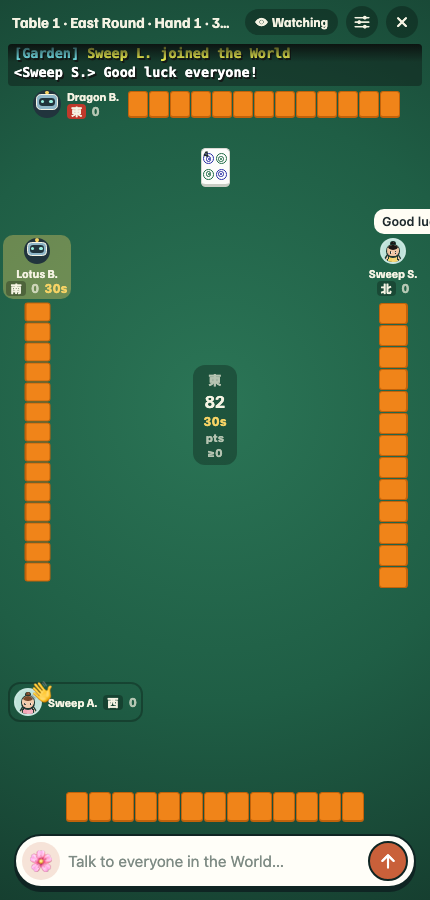 Table 1 · East Round · Hand 1 · 3...
Watching
[Garden] Sweep L. joined the World
<Sweep S.> Good luck everyone!
Dragon B.
東 0
Good luc
Lotus B.
南 0 30s
Sweep S.
北 0
東
82
30s
pts
≥0
Sweep A. 西 0
Talk to everyone in the World...